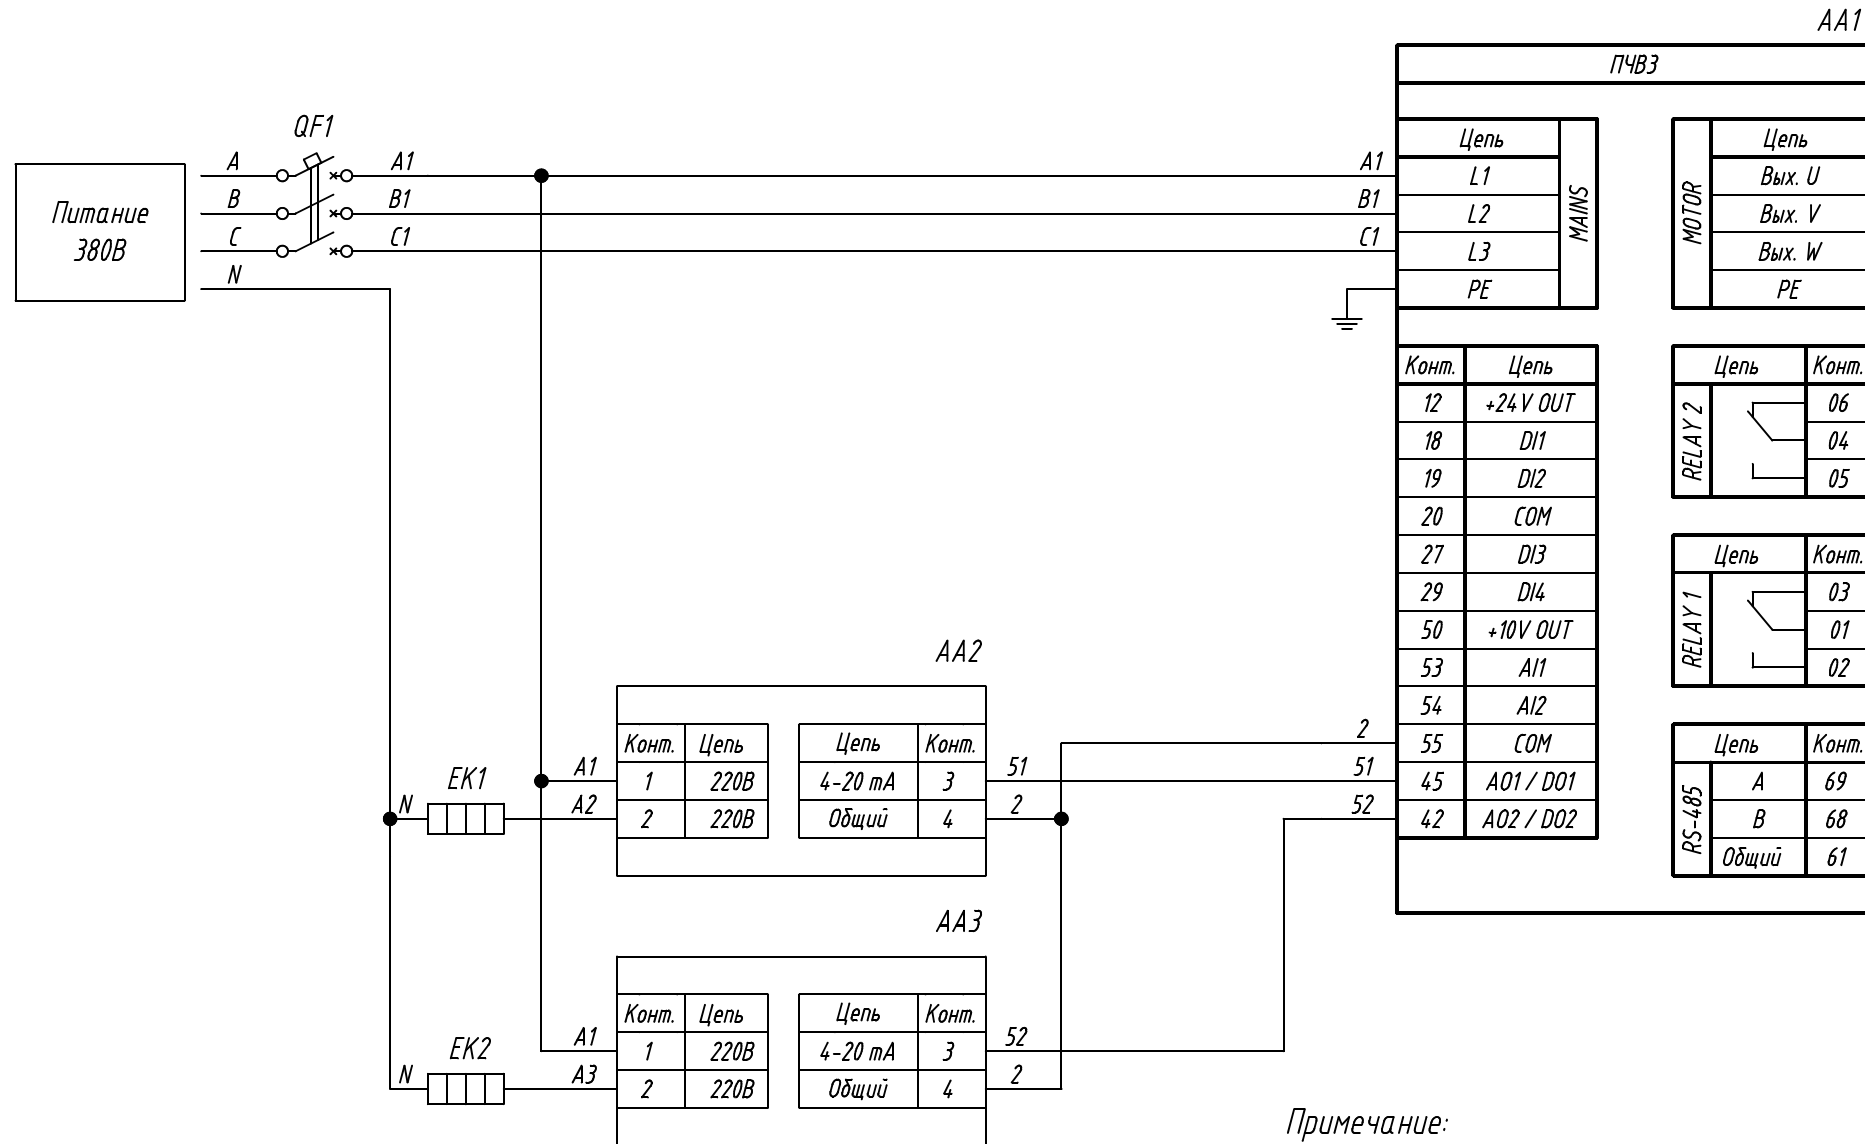 AA1
ПЧВ3
QF1
Питание
380В
A
B
C
N
A1
B1
C1
A1
B1
C1
Цепь
L1
L2
L3
PE
MAINS
MOTOR
Цепь
Вых. U
Вых. V
Вых. W
PE
Конт. Цепь
12 +24V OUT
18 DI1
19 DI2
20 COM
27 DI3
29 DI4
50 +10V OUT
53 AI1
54 AI2
55 COM
45 AO1 / DO1
42 AO2 / DO2
Цепь Конт.
RELAY 2
06
04
05
Цепь Конт.
RELAY 1
03
01
02
Цепь Конт.
RS-485
A 69
B 68
Общий 61
2
51
52
AA2
Конт. Цепь
1 220В
2 220В
Цепь Конт.
4-20 mA 3
Общий 4
A1
A2
EK1
N
51
2
AA3
Конт. Цепь
1 220В
2 220В
Цепь Конт.
4-20 mA 3
Общий 4
A1
A3
EK2
N
52
2
Примечание: